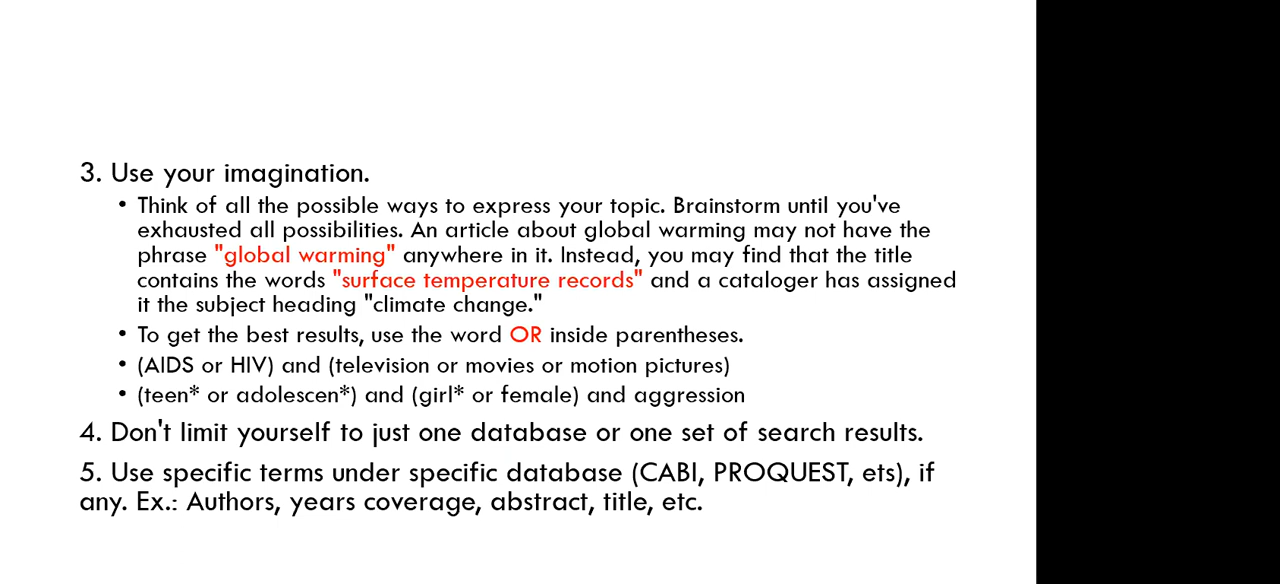 3. Use your imagination.
• Think of all the possible ways to express your topic. Brainstorm until you've
exhausted all possibilities. An article about global warming may not have the
phrase "global warming" anywhere in it. Instead, you may find that the title
contains the words "surface temperature records" and a cataloger has assigned
it the subject heading "climate change."
• To get the best results, use the word OR inside parentheses.
• (AIDS or HIV) and (television or movies or motion pictures)
• (teen* or adolescen*) and (girl* or female) and aggression
4. Don't limit yourself to just one database or one set of search results.
5. Use specific terms under specific database (CABI, PROQUEST, ets), if
any. Ex.: Authors, years coverage, abstract, title, etc.